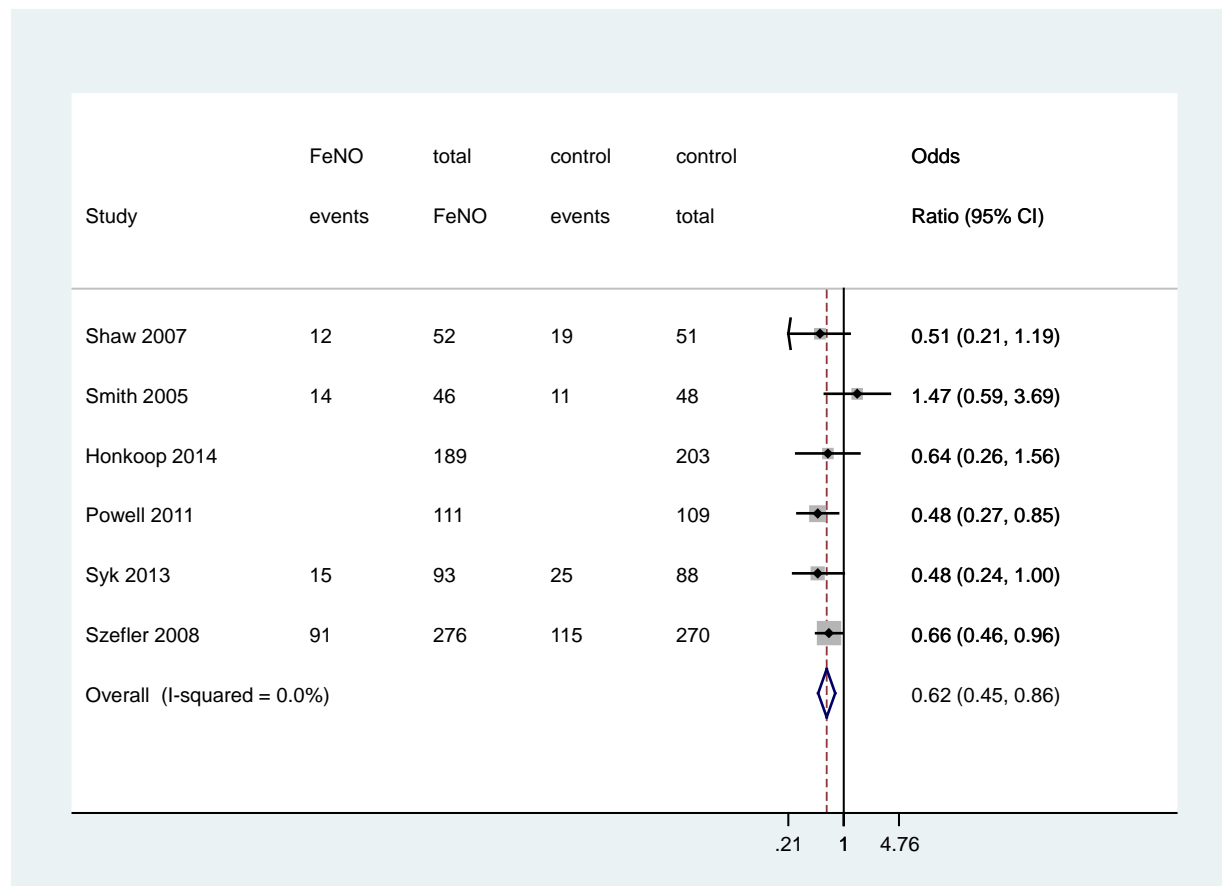 FeNO total control control Odds
Study events FeNO events total Ratio (95% CI)
Shaw 2007 12 52 19 51 0.51 (0.21, 1.19)
Smith 2005 14 46 11 48 1.47 (0.59, 3.69)
Honkoop 2014 189 203 0.64 (0.26, 1.56)
Powell 2011 111 109 0.48 (0.27, 0.85)
Syk 2013 15 93 25 88 0.48 (0.24, 1.00)
Szefler 2008 91 276 115 270 0.66 (0.46, 0.96)
Overall (I-squared = 0.0%) 0.62 (0.45, 0.86)
.21 1 4.76